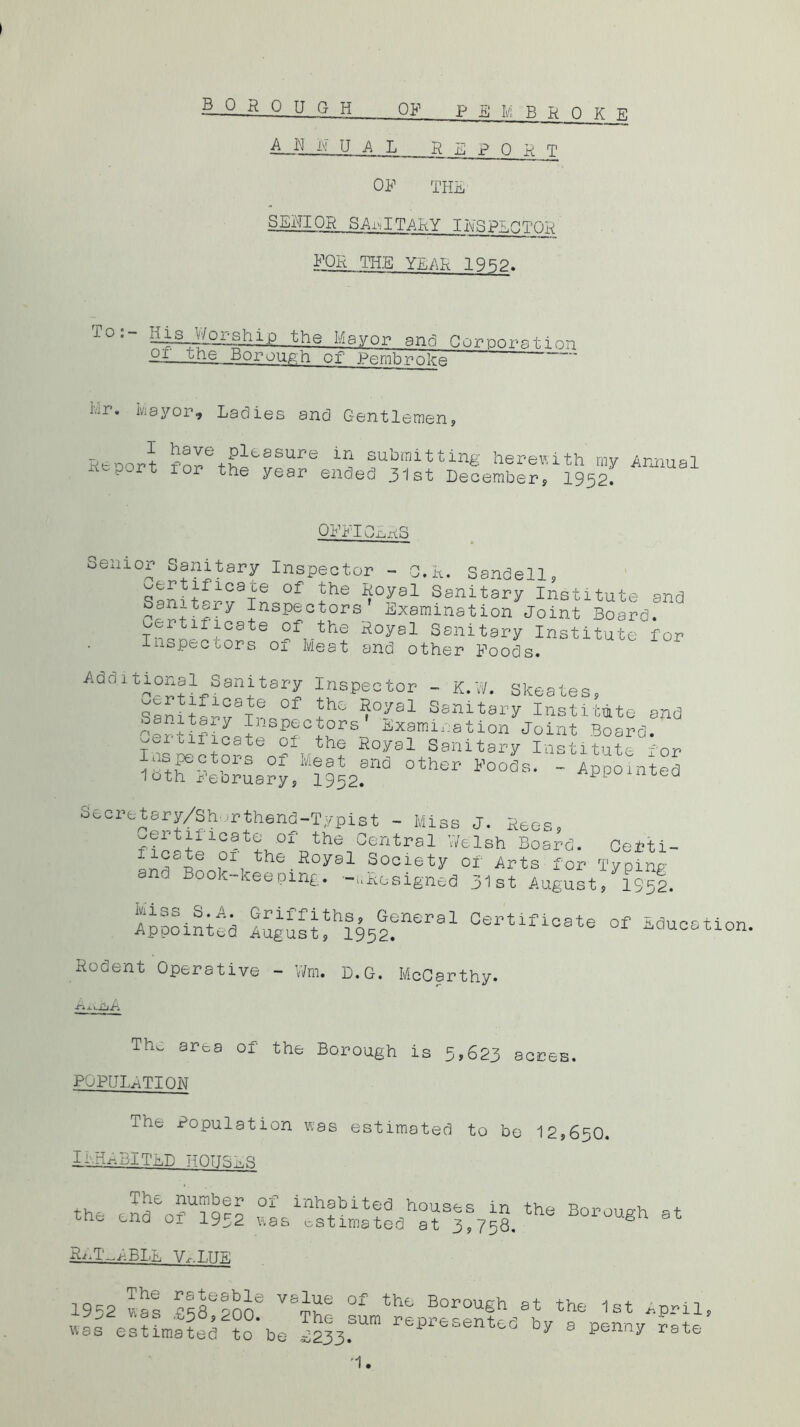 BOROUGH OF PEMBROKE
ANNUAL REPORT
OF THE
SENIOR SANITARY INSPECTOR
FOR THE YEAR 1952.
To:- His Worship the Mayor and Corporation
of the Borough of Pembroke
Mr. Mayor, Ladies and Gentlemen,
I have pleasure in submitting herewith my Annual
Report for the year ended 31st December, 1952.
OFFICERS
Senior Sanitary Inspector - C.R. Sandell,
Certificate of the Royal Sanitary Institute and
Sanitary Inspectors' Examination Joint Board.
Certificate of the Royal Sanitary Institute for
Inspectors of Meat and other Foods.
Additional Sanitary Inspector - K.W. Skeates,
Certificate of the Royal Sanitary Institute and
Sanitary Inspectors' Examination Joint Board.
Certificate of the Royal Sanitary Institute for
Inspectors of Meat and other Foods. - Appointed
18th February, 1952.
Secretary/Shorthand-Typist - Miss J. Rees,
Certificate of the Central Welsh Board. Certi-
ficate of the Royal Society of Arts for Typing
and Book-keeping. - Resigned 31st August, 1952.
Miss S.A. Griffiths, General Certificate of Education.
Appointed August, 1952.
Rodent Operative - Wm. D.G. McCarthy.
AREA
The area of the Borough is 5,623 acres.
POPULATION
The Population was estimated to be 12,650.
INHABITED HOUSES
The number of inhabited houses in the Borough at
the end of 1952 was estimated at 3,758.
RATEABLE VALUE
The rateable value of the Borough at the 1st April,
1952 was £58,200. The sum represented by a penny rate
was estimated to be £233.
1.